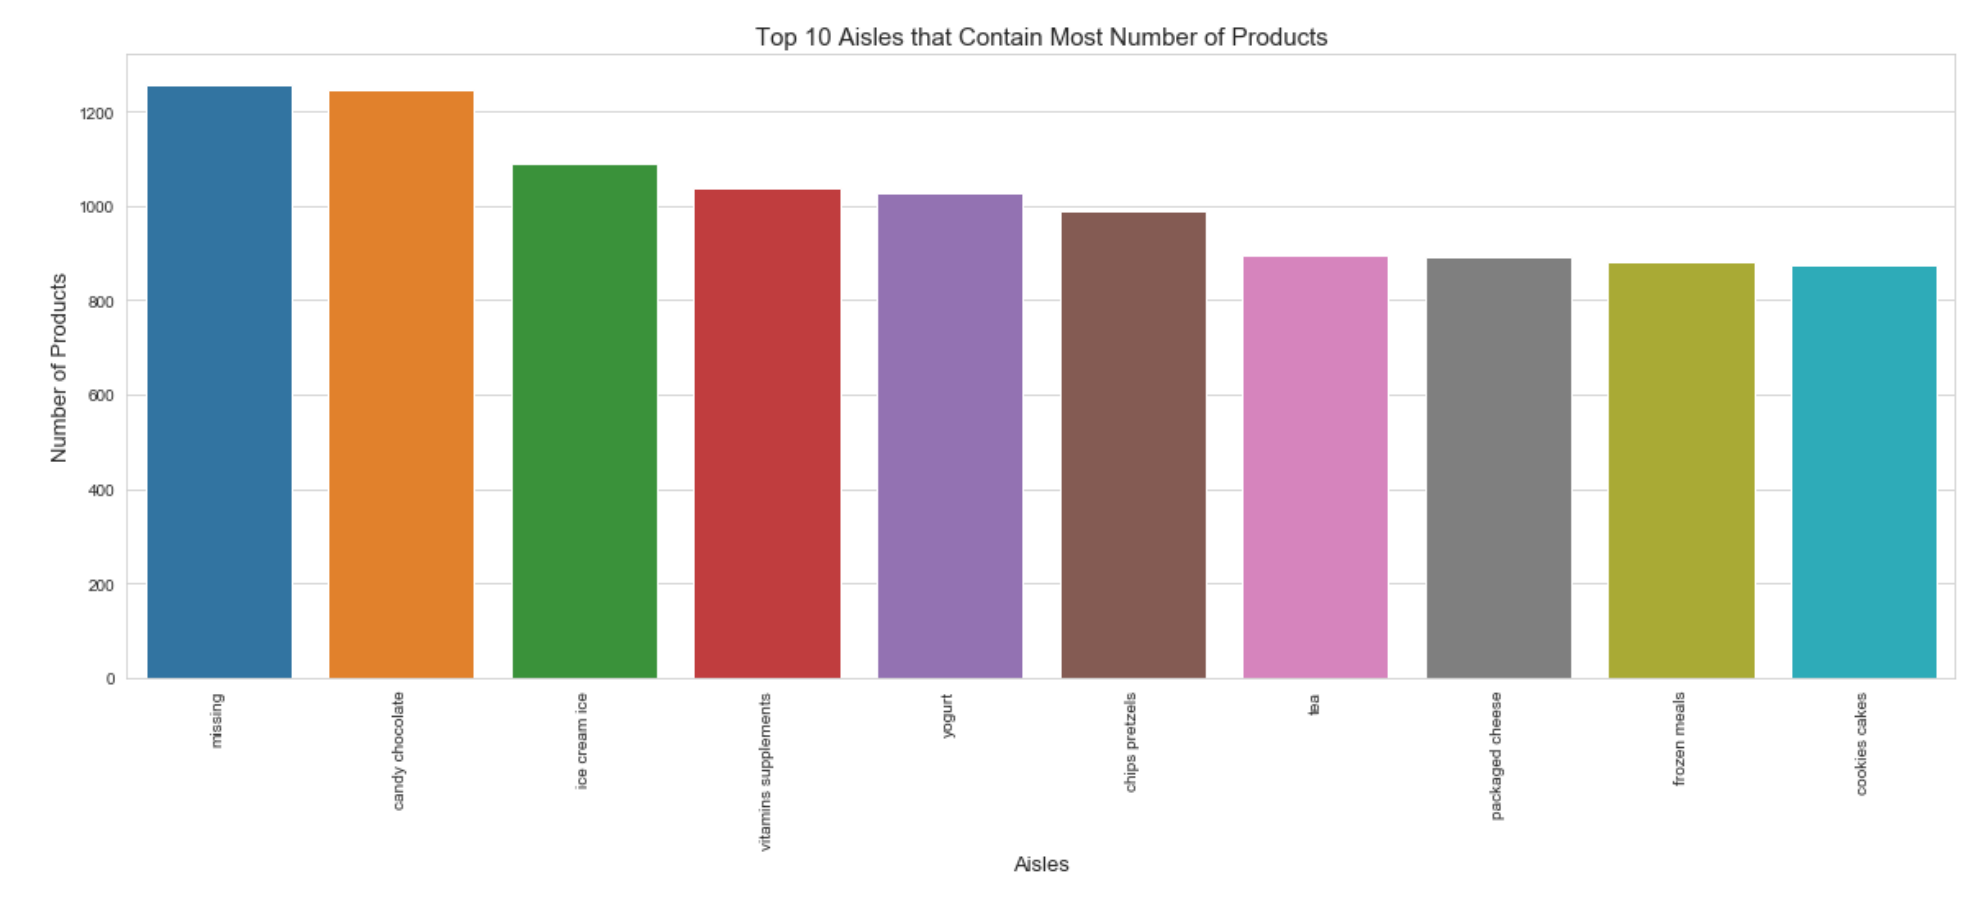 Top 10 Aisles that Contain Most Number of Products
Number of Products
1200
1000
800
600
400
200
0
missing
candy chocolate
ice cream ice
vitamins supplements
yogurt
chips pretzels
tea
packaged cheese
frozen meals
cookies cakes
Aisles